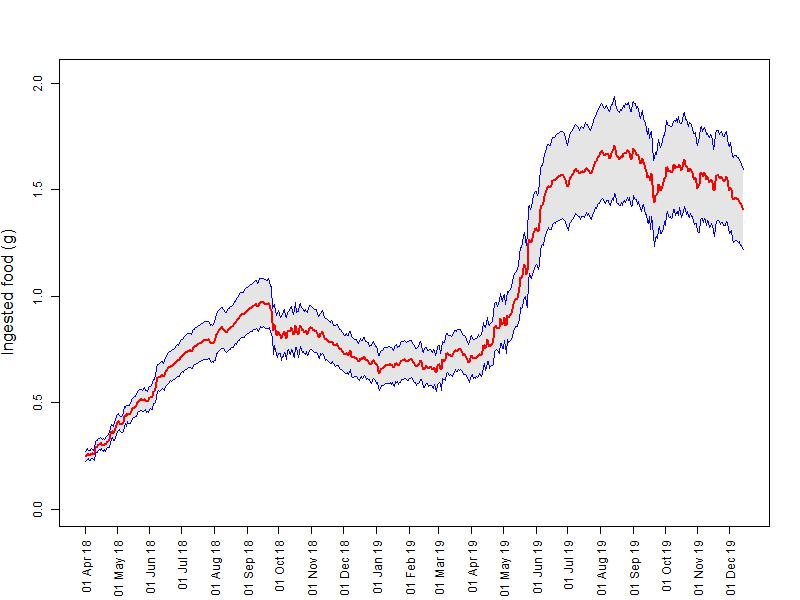 Ingested food (g)
2.0
1.5
1.0
0.5
0.0
01 Apr 18
01 May 18
01 Jun 18
01 Jul 18
01 Aug 18
01 Sep 18
01 Oct 18
01 Nov 18
01 Dec 18
01 Jan 19
01 Feb 19
01 Mar 19
01 Apr 19
01 May 19
01 Jun 19
01 Jul 19
01 Aug 19
01 Sep 19
01 Oct 19
01 Nov 19
01 Dec 19